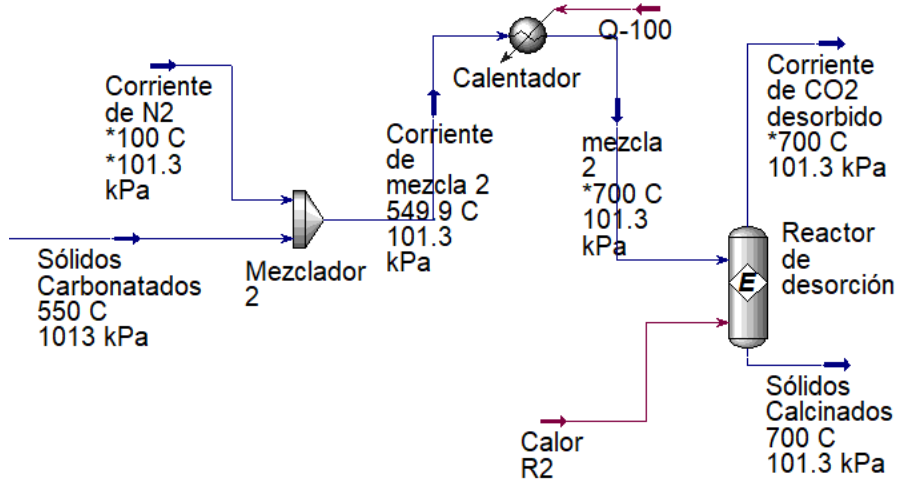 Q-100
Calentador
Corriente
de N2
*100 C
*101.3
kPa
Corriente
de
mezcla 2
549.9 C
101.3
kPa
mezcla
2
*700 C
101.3
kPa
Corriente
de CO2
desorbido
*700 C
101.3 kPa
Sólidos
Carbonatados
550 C
1013 kPa
Mezclador
2
Reactor
de
desorción
E
Calor
R2
Sólidos
Calcinados
700 C
101.3 kPa